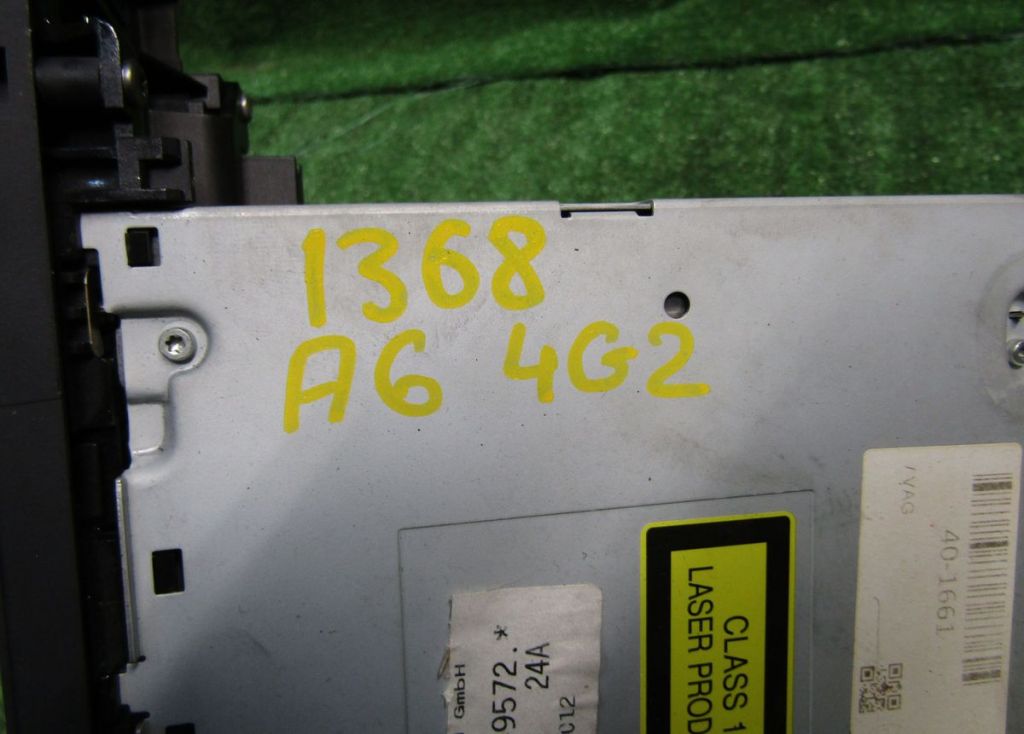 1368
A6 4G2
GmbH
9572.*
24A
C12
CLASS 1
LASER PROD
VAG
40-1661